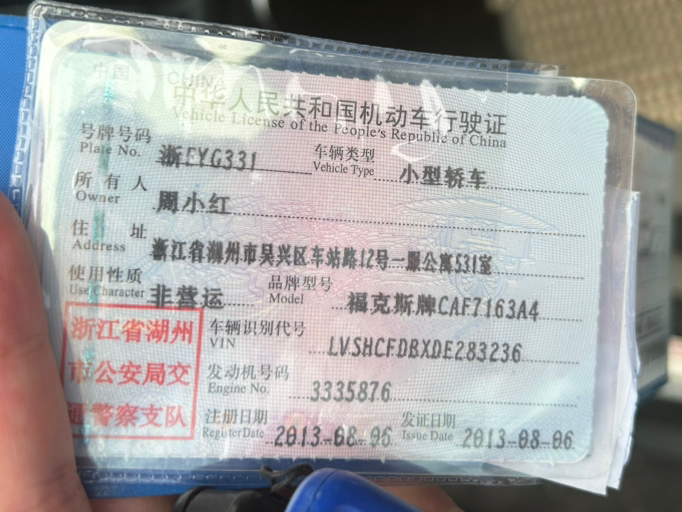 中国 CHINA
中华人民共和国机动车行驶证
Vehicle License of the People's Republic of China
号牌号码 浙EYG331 车辆类型 小型轿车
Plate No. Vehicle Type
所有人 周小红
Owner
住址 浙江省湖州市吴兴区车站路12号一跟公寓531室
Address
使用性质 非营运 品牌型号 福克斯牌CAF7163A4
Use Character Model
浙江省湖州市公安局交通警察支队
车辆识别代号 LVSHCFDBXDE283236
VIN
发动机号码 3335876
Engine No.
注册日期 2013-08-06 发证日期 2013-08-06
Register Date Issue Date